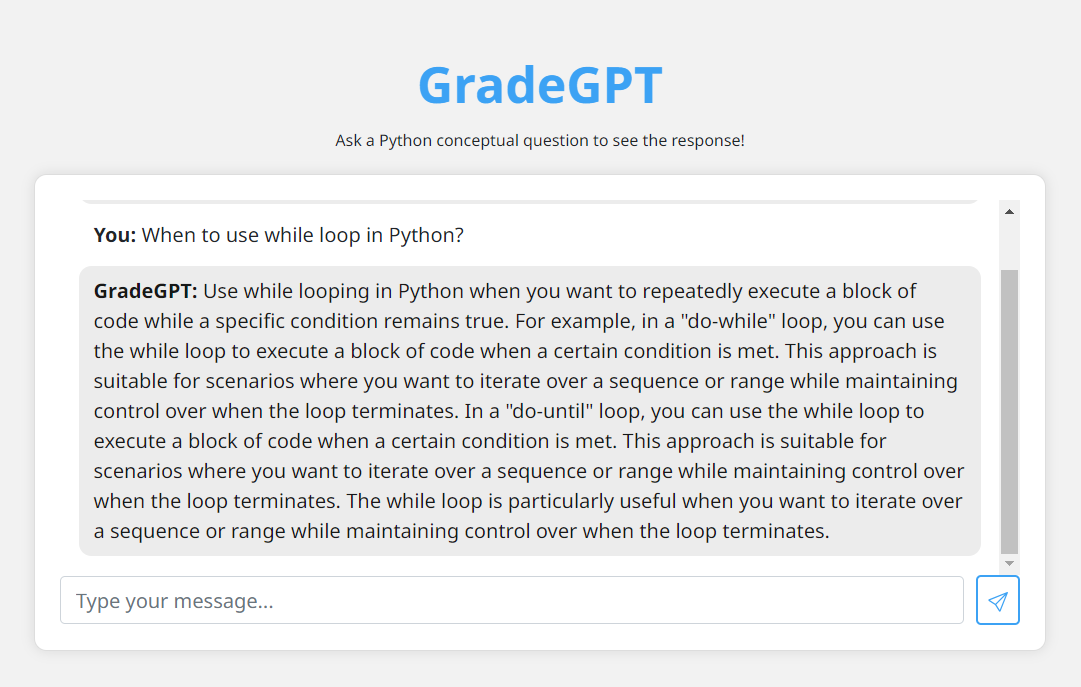 GradeGPT
Ask a Python conceptual question to see the response!
You: When to use while loop in Python?
GradeGPT: Use while looping in Python when you want to repeatedly execute a block of
code while a specific condition remains true. For example, in a "do-while" loop, you can use
the while loop to execute a block of code when a certain condition is met. This approach is
suitable for scenarios where you want to iterate over a sequence or range while maintaining
control over when the loop terminates. In a "do-until" loop, you can use the while loop to
execute a block of code when a certain condition is met. This approach is suitable for
scenarios where you want to iterate over a sequence or range while maintaining control over
when the loop terminates. The while loop is particularly useful when you want to iterate over
a sequence or range while maintaining control over when the loop terminates.
Type your message...